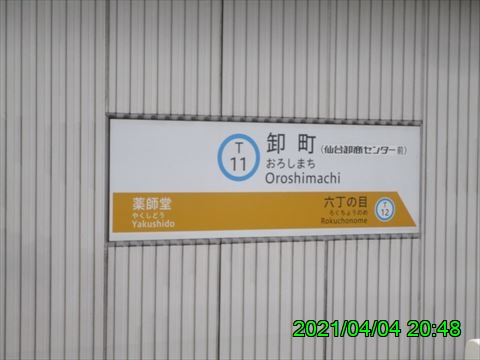 T
11
卸町(仙台卸商センター前)
おろしまち
Oroshimachi
薬師堂
やくしどう
Yakushido
六丁の目
ろくちょうのめ
Rokuchonome
T
12
2021/04/04 20:48